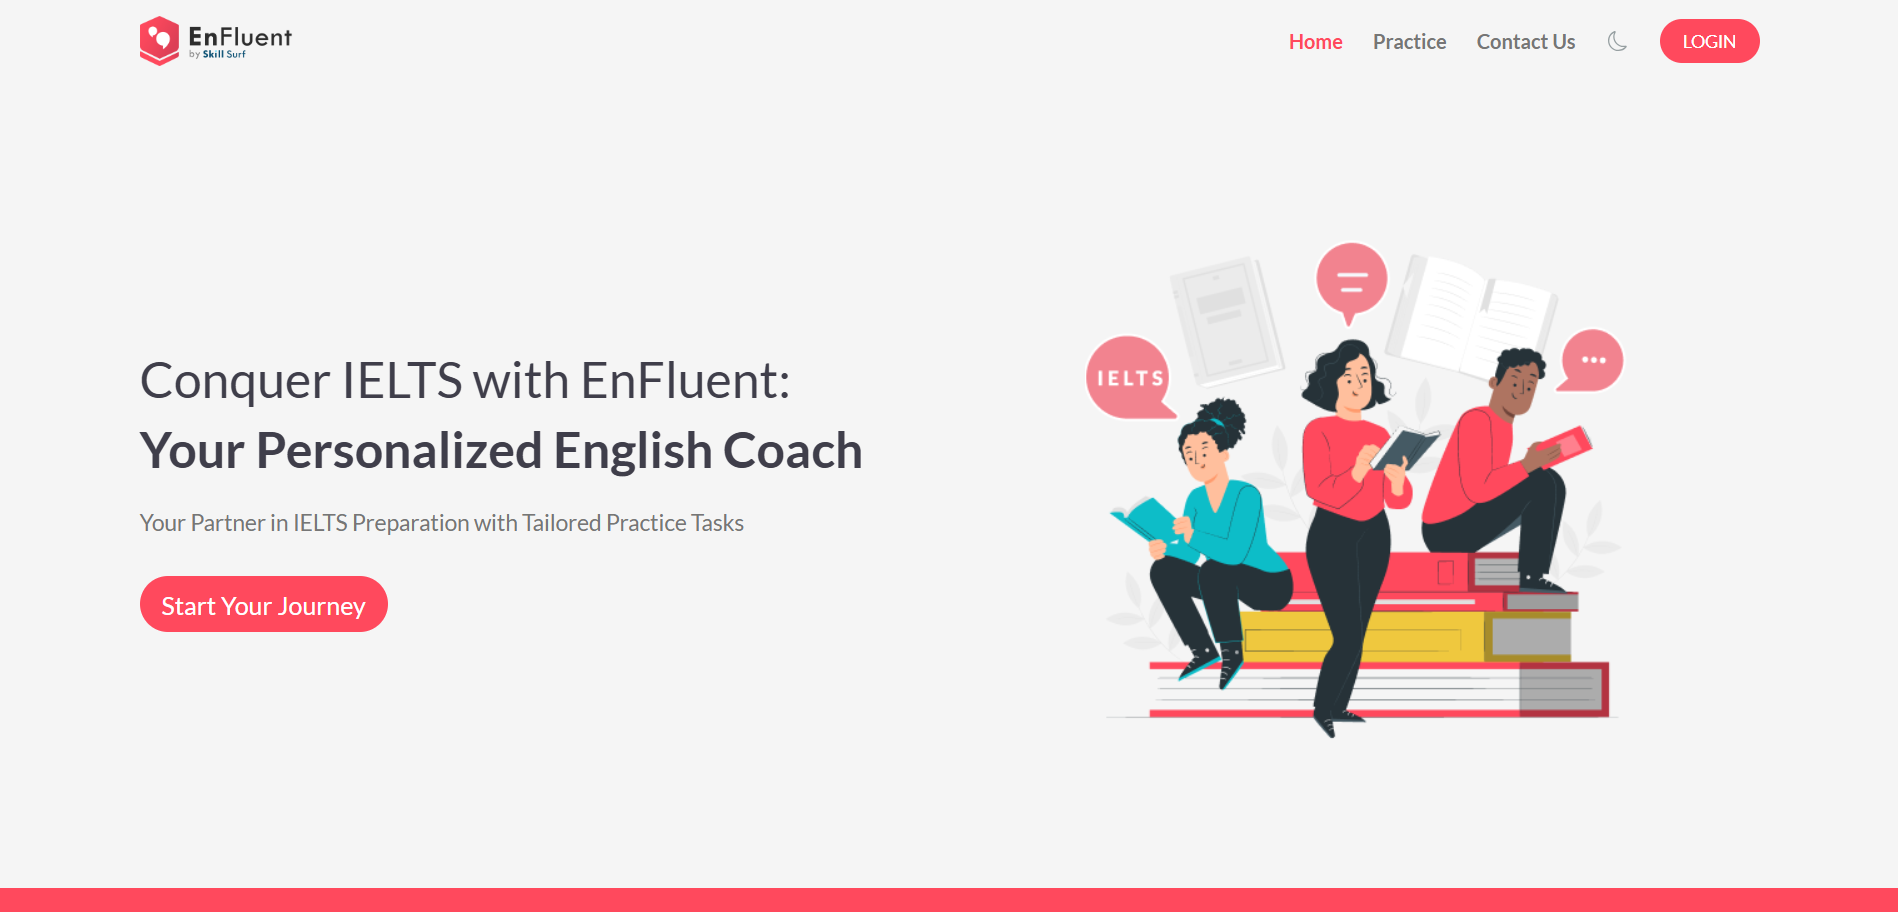 EnFluent
by Skill Surf
Home
Practice
Contact Us
LOGIN
Conquer IELTS with EnFluent:
Your Personalized English Coach
Your Partner in IELTS Preparation with Tailored Practice Tasks
Start Your Journey
IELTS